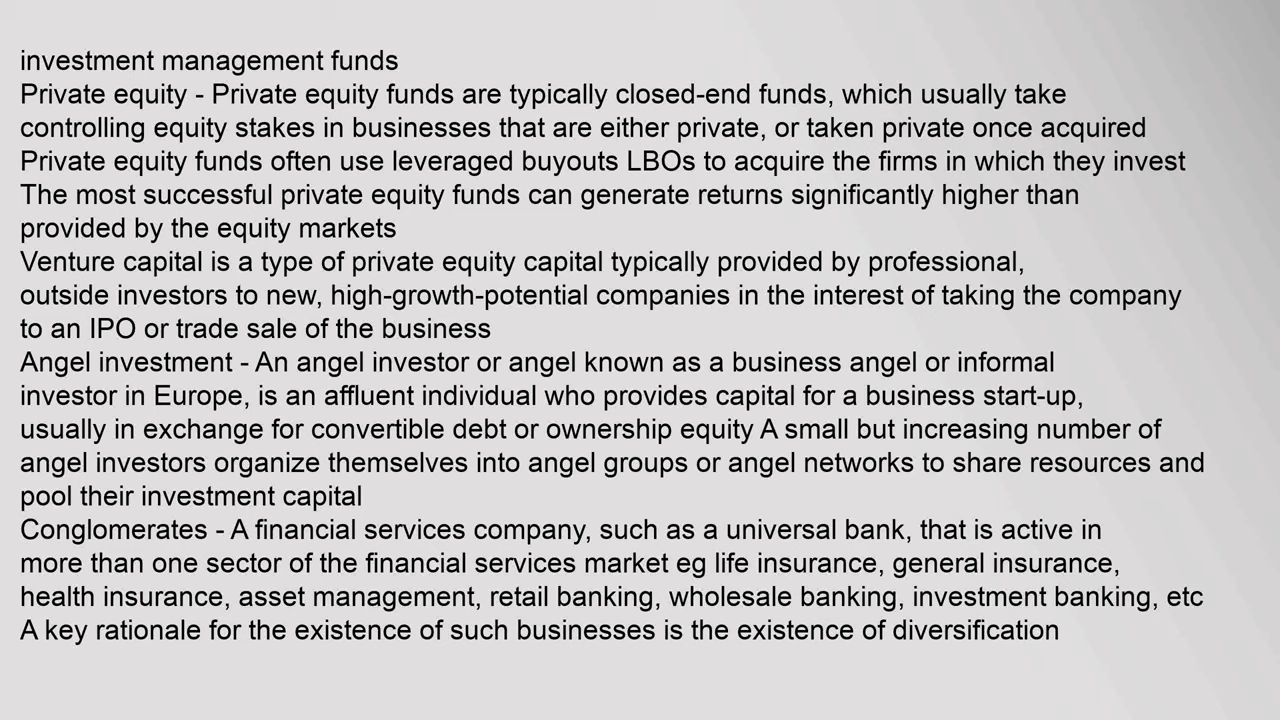 investment management funds
Private equity - Private equity funds are typically closed-end funds, which usually take
controlling equity stakes in businesses that are either private, or taken private once acquired
Private equity funds often use leveraged buyouts LBOs to acquire the firms in which they invest
The most successful private equity funds can generate returns significantly higher than
provided by the equity markets
Venture capital is a type of private equity capital typically provided by professional,
outside investors to new, high-growth-potential companies in the interest of taking the company
to an IPO or trade sale of the business
Angel investment - An angel investor or angel known as a business angel or informal
investor in Europe, is an affluent individual who provides capital for a business start-up,
usually in exchange for convertible debt or ownership equity A small but increasing number of
angel investors organize themselves into angel groups or angel networks to share resources and
pool their investment capital
Conglomerates - A financial services company, such as a universal bank, that is active in
more than one sector of the financial services market eg life insurance, general insurance,
health insurance, asset management, retail banking, wholesale banking, investment banking, etc
A key rationale for the existence of such businesses is the existence of diversification